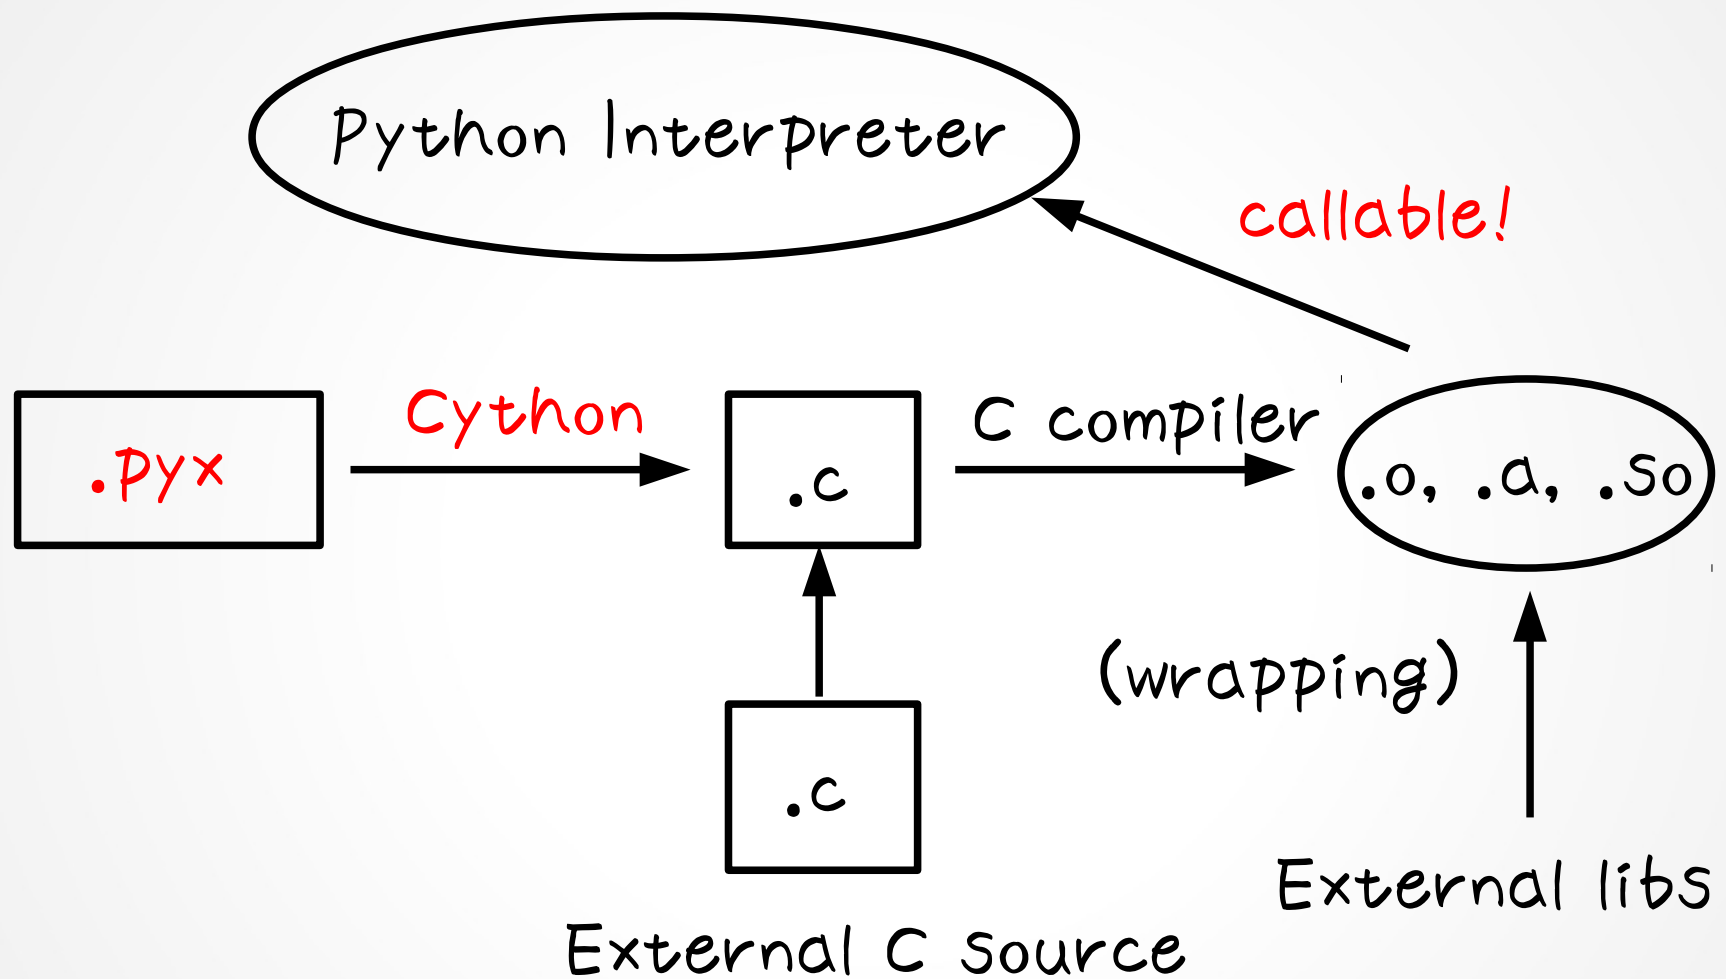 Python Interpreter
callable!
Cython
C compiler
.pyx
.c
.o, .a, .so
(wrapping)
.c
External libs
External C source